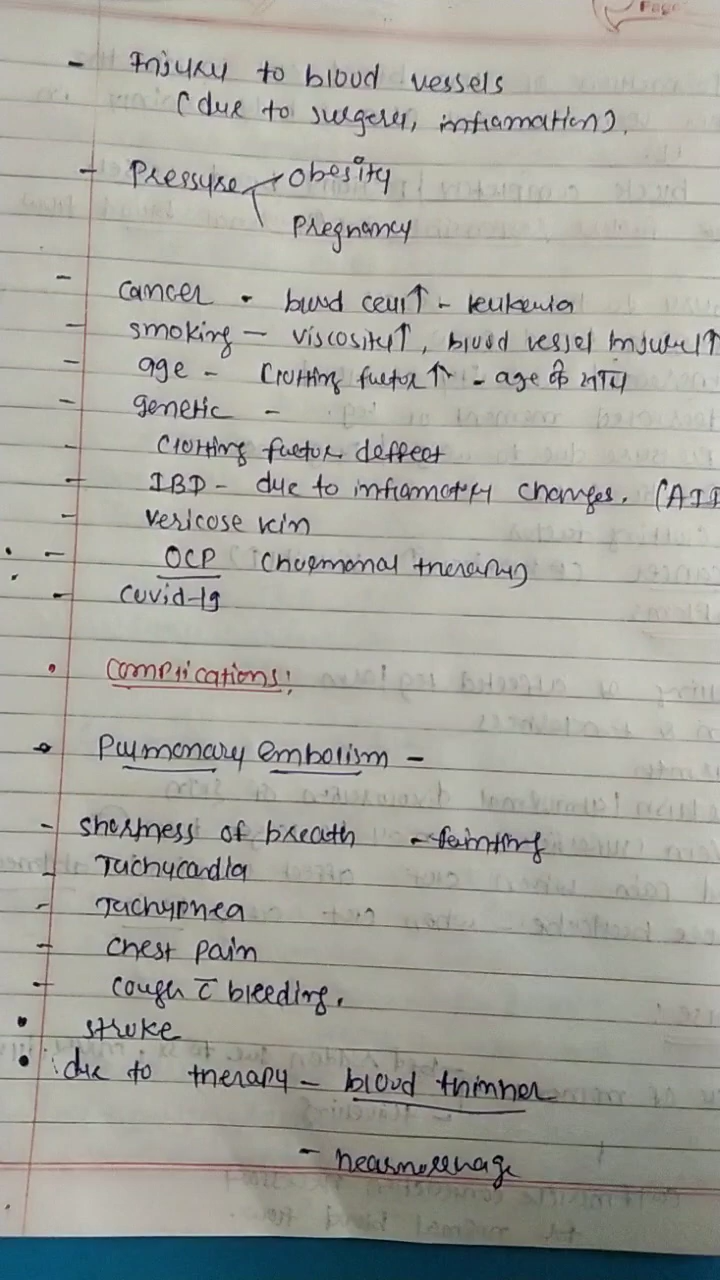 Page
- Injury to blood vessels
(due to surgery, inflamation).
- Pressure - Obesity
Pregnancy
- cancer • blood cell↑ - leukemia
- smoking - viscosity↑, blood vessel injury↑
- age - clotting factor ↑ - age के साथ
- genetic -
- clotting factor deffect
- IBD - due to inflamatory changes. (AID
- vericose vein
- OCP (hormonal therapy)
- Covid-19
• Complications:
• Pulmonary embolism -
- shortness of breath - fainting
- Tachycardia
- Tachypnea
- chest pain
- cough c̄ bleeding.
• stroke
• due to therapy - blood thinner
- heamorrhage